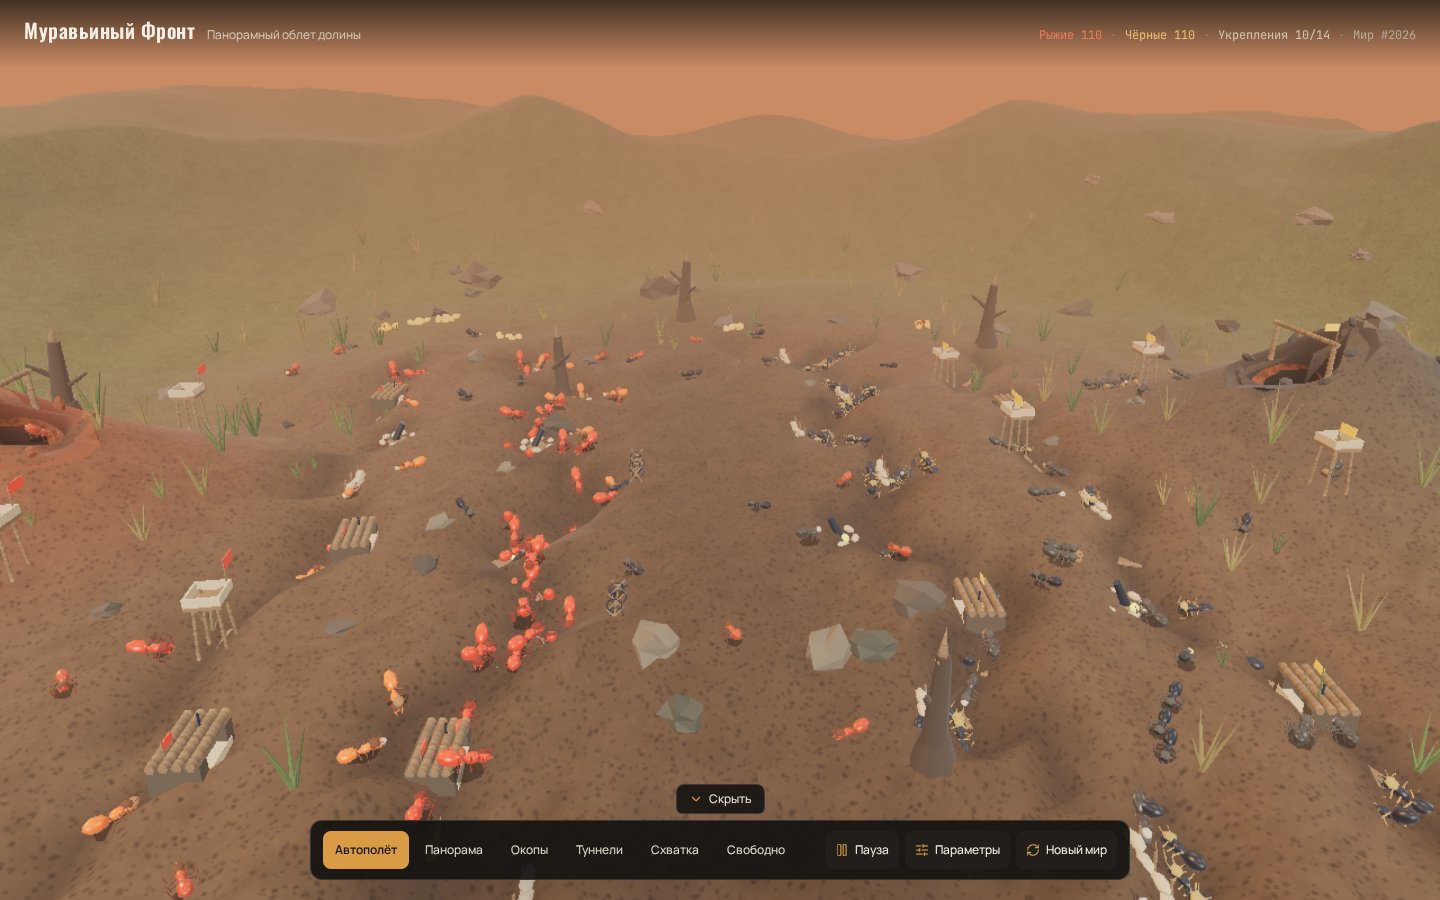 Муравьиный Фронт Панорамный облет долины
Рыжие 110 · Чёрные 110 · Укрепления 10/14 · Мир #2026
Скрыть
Автополёт Панорама Окопы Туннели Схватка Свободно Пауза Параметры Новый мир